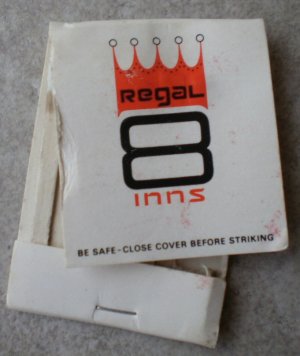 Regal
8
inns
BE SAFE-CLOSE COVER BEFORE STRIKING